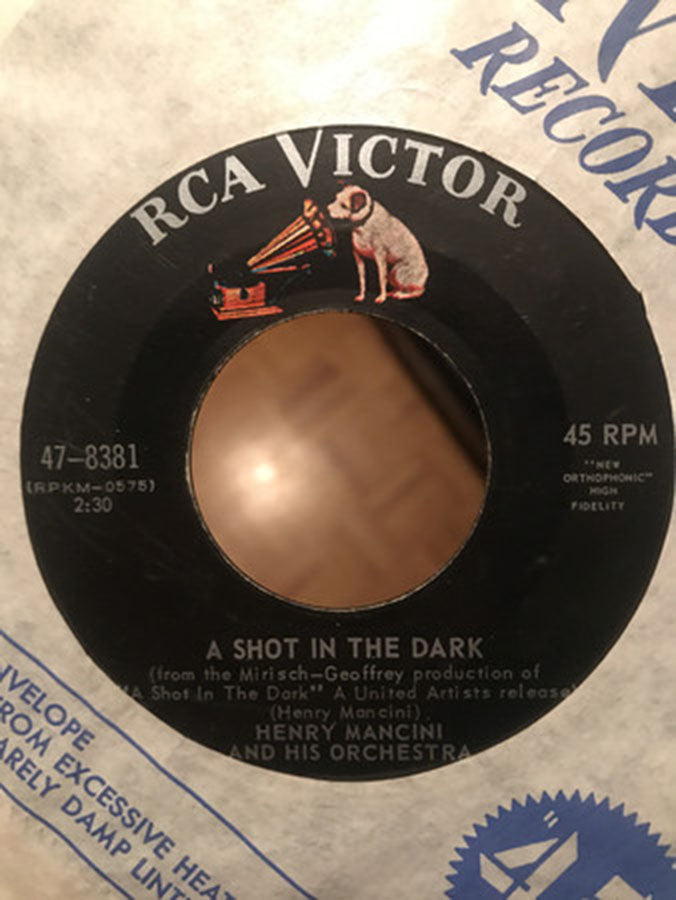 RECOR
RCA VICTOR
47-8381
(RPKM-0575)
2:30
45 RPM
"NEW
ORTHOPHONIC"
HIGH
FIDELITY
A SHOT IN THE DARK
(from the Mirisch-Geoffrey production of
"A Shot In The Dark" A United Artists release)
(Henry Mancini)
HENRY MANCINI
AND HIS ORCHESTRA
NVELOPE
ROM EXCESSIVE HEAT
ARELY DAMP LINT
45